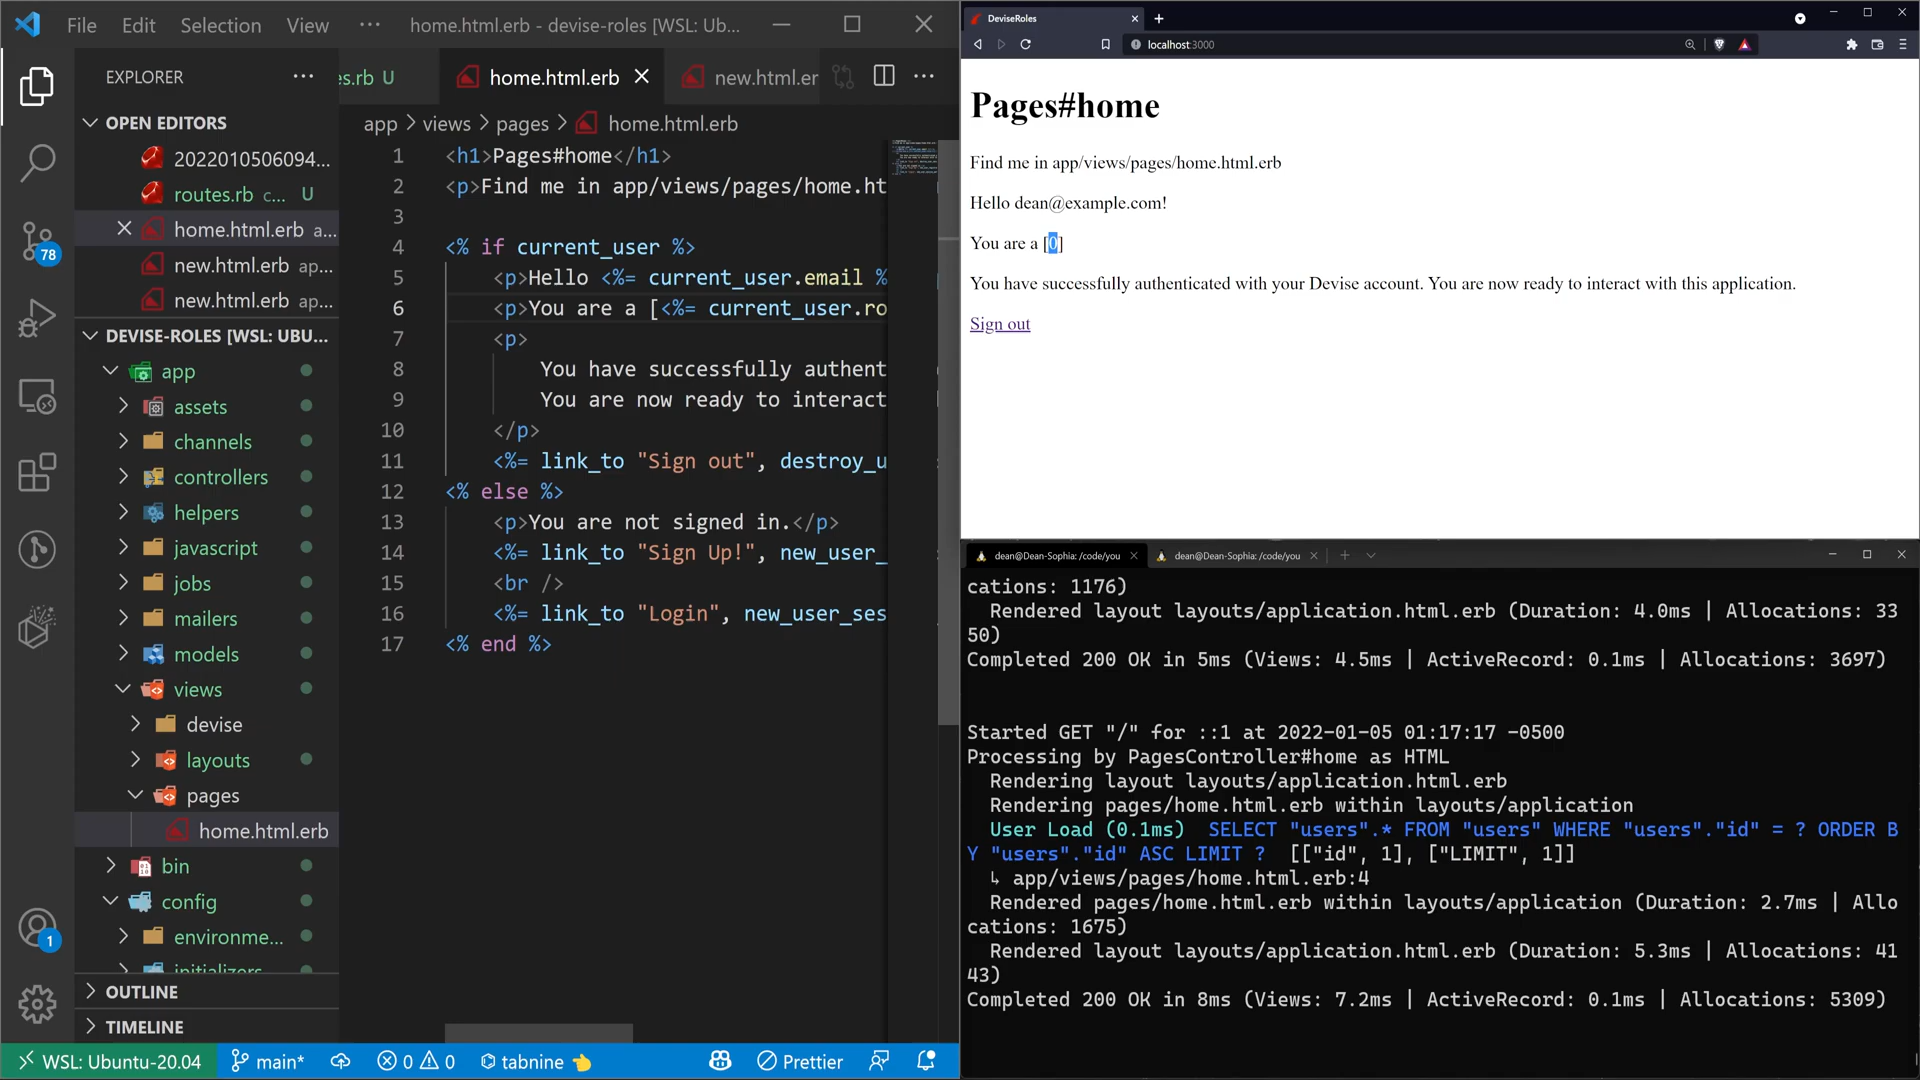 File Edit Selection View ··· home.html.erb - devise-roles [WSL: Ub...
EXPLORER
es.rb U home.html.erb new.html.er
OPEN EDITORS
2022010506094...
routes.rb c... U
home.html.erb a...
new.html.erb ap...
new.html.erb ap...
DEVISE-ROLES [WSL: UBU...
app
assets
channels
controllers
helpers
javascript
jobs
mailers
models
views
devise
layouts
pages
home.html.erb
bin
config
environme...
initializers
OUTLINE
TIMELINE
78
1
app > views > pages > home.html.erb
1 <h1>Pages#home</h1>
2 <p>Find me in app/views/pages/home.ht
3
4 <% if current_user %>
5 <p>Hello <%= current_user.email %
6 <p>You are a [<%= current_user.ro
7 <p>
8 You have successfully authent
9 You are now ready to interact
10 </p>
11 <%= link_to "Sign out", destroy_u
12 <% else %>
13 <p>You are not signed in.</p>
14 <%= link_to "Sign Up!", new_user_
15 <br />
16 <%= link_to "Login", new_user_ses
17 <% end %>
WSL: Ubuntu-20.04 main* 0 0 tabnine Prettier
DeviseRoles
localhost:3000
Pages#home
Find me in app/views/pages/home.html.erb
Hello dean@example.com!
You are a [0]
You have successfully authenticated with your Devise account. You are now ready to interact with this application.
Sign out
dean@Dean-Sophia: /code/you dean@Dean-Sophia: /code/you
cations: 1176)
Rendered layout layouts/application.html.erb (Duration: 4.0ms | Allocations: 33
50)
Completed 200 OK in 5ms (Views: 4.5ms | ActiveRecord: 0.1ms | Allocations: 3697)
Started GET "/" for ::1 at 2022-01-05 01:17:17 -0500
Processing by PagesController#home as HTML
Rendering layout layouts/application.html.erb
Rendering pages/home.html.erb within layouts/application
User Load (0.1ms) SELECT "users".* FROM "users" WHERE "users"."id" = ? ORDER B
Y "users"."id" ASC LIMIT ? [["id", 1], ["LIMIT", 1]]
↳ app/views/pages/home.html.erb:4
Rendered pages/home.html.erb within layouts/application (Duration: 2.7ms | Allo
cations: 1675)
Rendered layout layouts/application.html.erb (Duration: 5.3ms | Allocations: 41
43)
Completed 200 OK in 8ms (Views: 7.2ms | ActiveRecord: 0.1ms | Allocations: 5309)